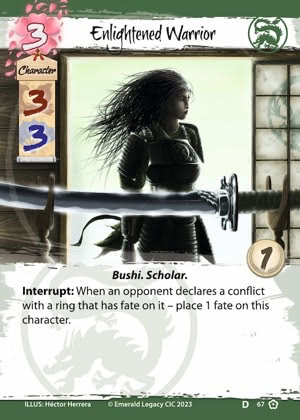 3 Enlightened Warrior
Character
3
3
1
Bushi. Scholar.
Interrupt: When an opponent declares a conflict
with a ring that has fate on it – place 1 fate on this
character.
ILLUS: Héctor Herrera © Emerald Legacy CIC 2023 D 67